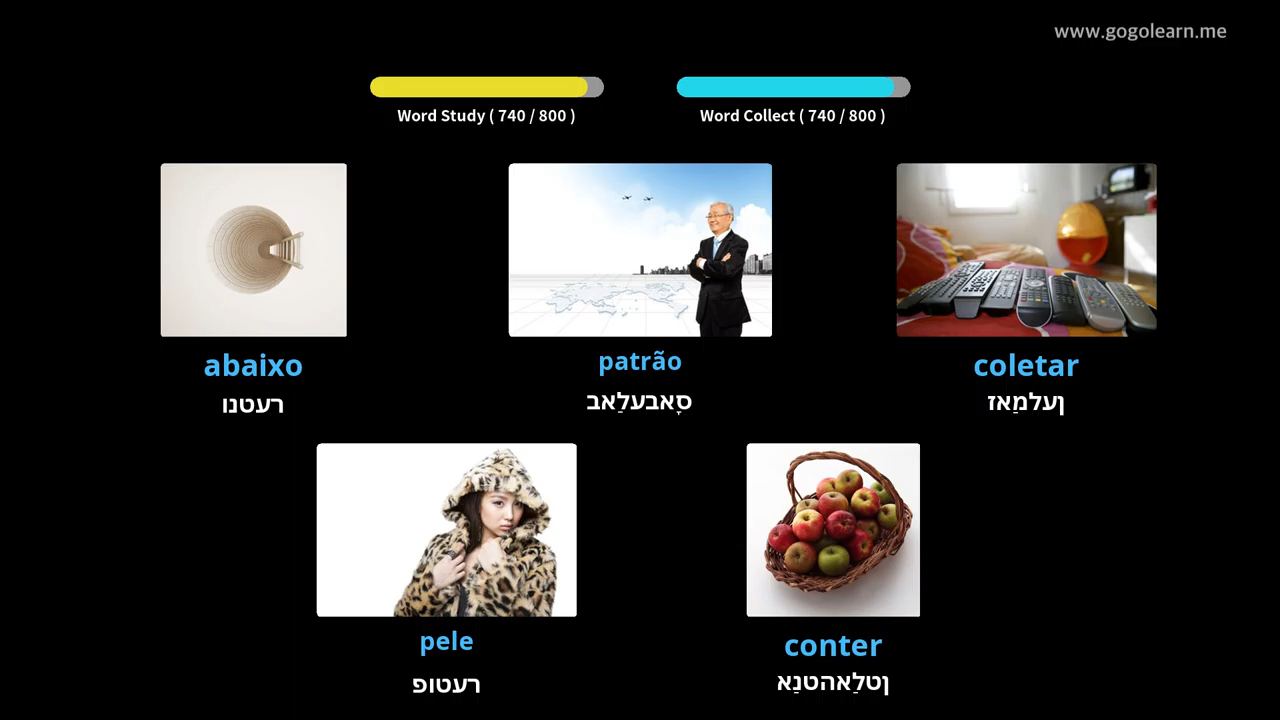 www.gogolearn.me
Word Study ( 740 / 800 )
Word Collect ( 740 / 800 )
abaixo
רעטנו
patrão
סָאבעלַאב
coletar
ןעלמַאז
pele
רעטופ
conter
ןטלַאהטנַא